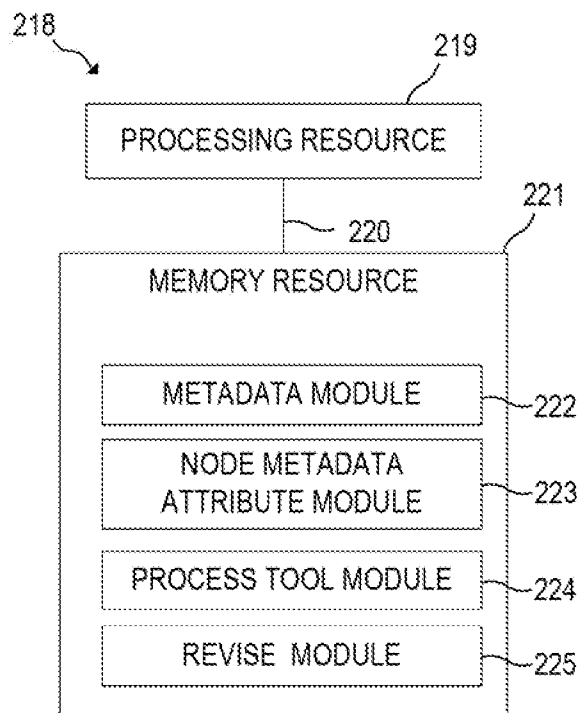 218
219
PROCESSING RESOURCE
220
221
MEMORY RESOURCE
METADATA MODULE
222
NODE METADATA
ATTRIBUTE MODULE
223
PROCESS TOOL MODULE
224
REVISE MODULE
225